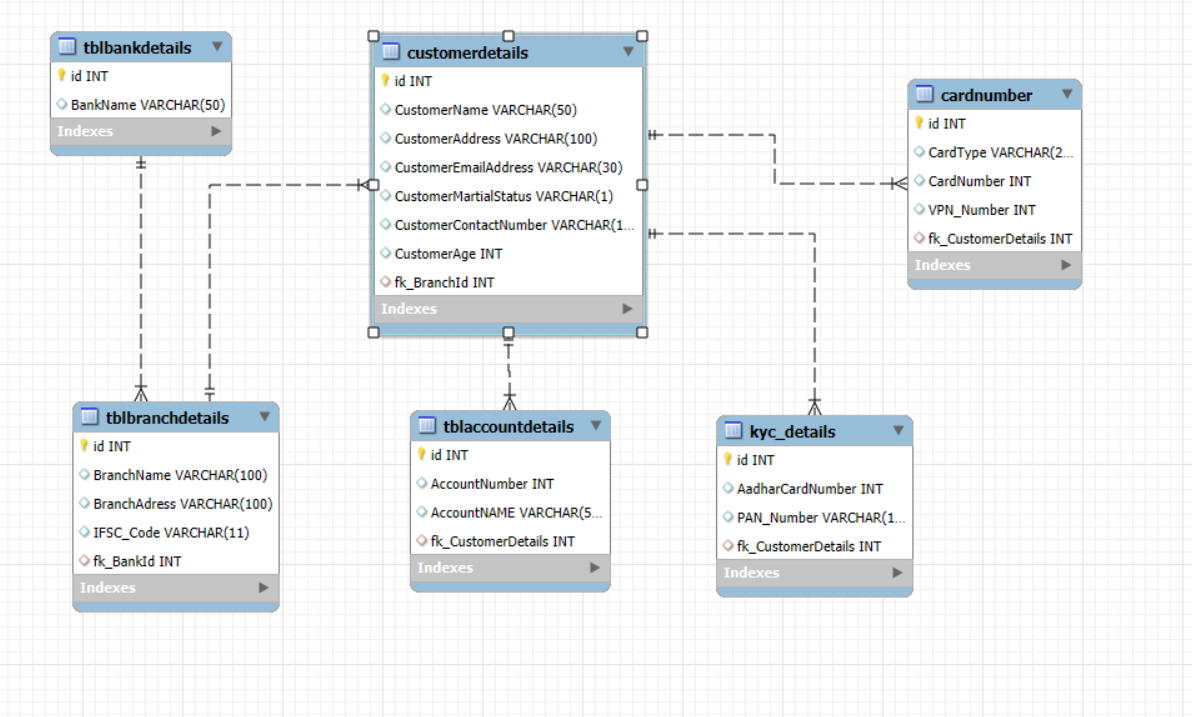 tblbankdetails
id INT
BankName VARCHAR(50)
Indexes
customerdetails
id INT
CustomerName VARCHAR(50)
CustomerAddress VARCHAR(100)
CustomerEmailAddress VARCHAR(30)
CustomerMartialStatus VARCHAR(1)
CustomerContactNumber VARCHAR(1...
CustomerAge INT
fk_BranchId INT
Indexes
cardnumber
id INT
CardType VARCHAR(2...
CardNumber INT
VPN_Number INT
fk_CustomerDetails INT
Indexes
tblbranchdetails
id INT
BranchName VARCHAR(100)
BranchAdress VARCHAR(100)
IFSC_Code VARCHAR(11)
fk_BankId INT
Indexes
tblaccountdetails
id INT
AccountNumber INT
AccountNAME VARCHAR(5...
fk_CustomerDetails INT
Indexes
kyc_details
id INT
AadharCardNumber INT
PAN_Number VARCHAR(1...
fk_CustomerDetails INT
Indexes